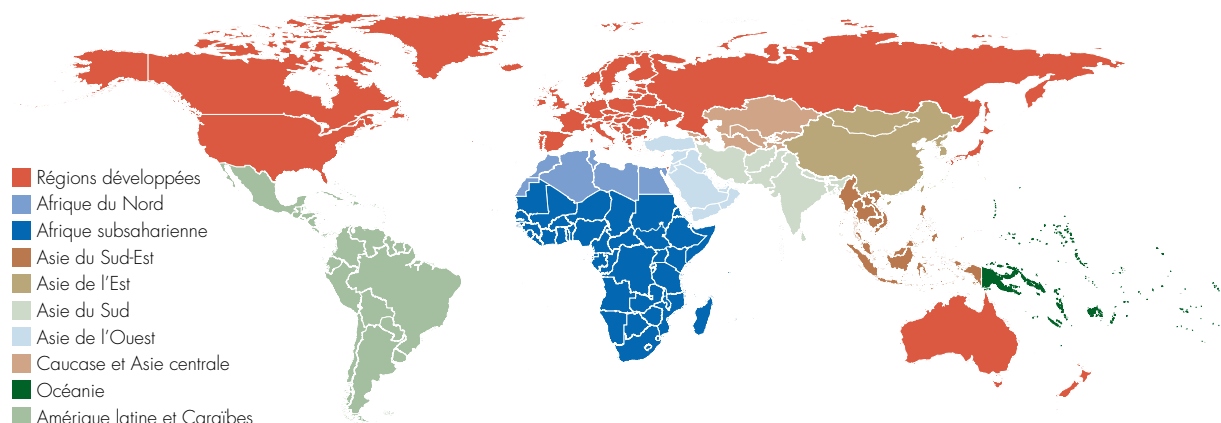 Régions développées
Afrique du Nord
Afrique subsaharienne
Asie du Sud-Est
Asie de l'Est
Asie du Sud
Asie de l'Ouest
Caucase et Asie centrale
Océanie
Amérique latine et Caraïbes